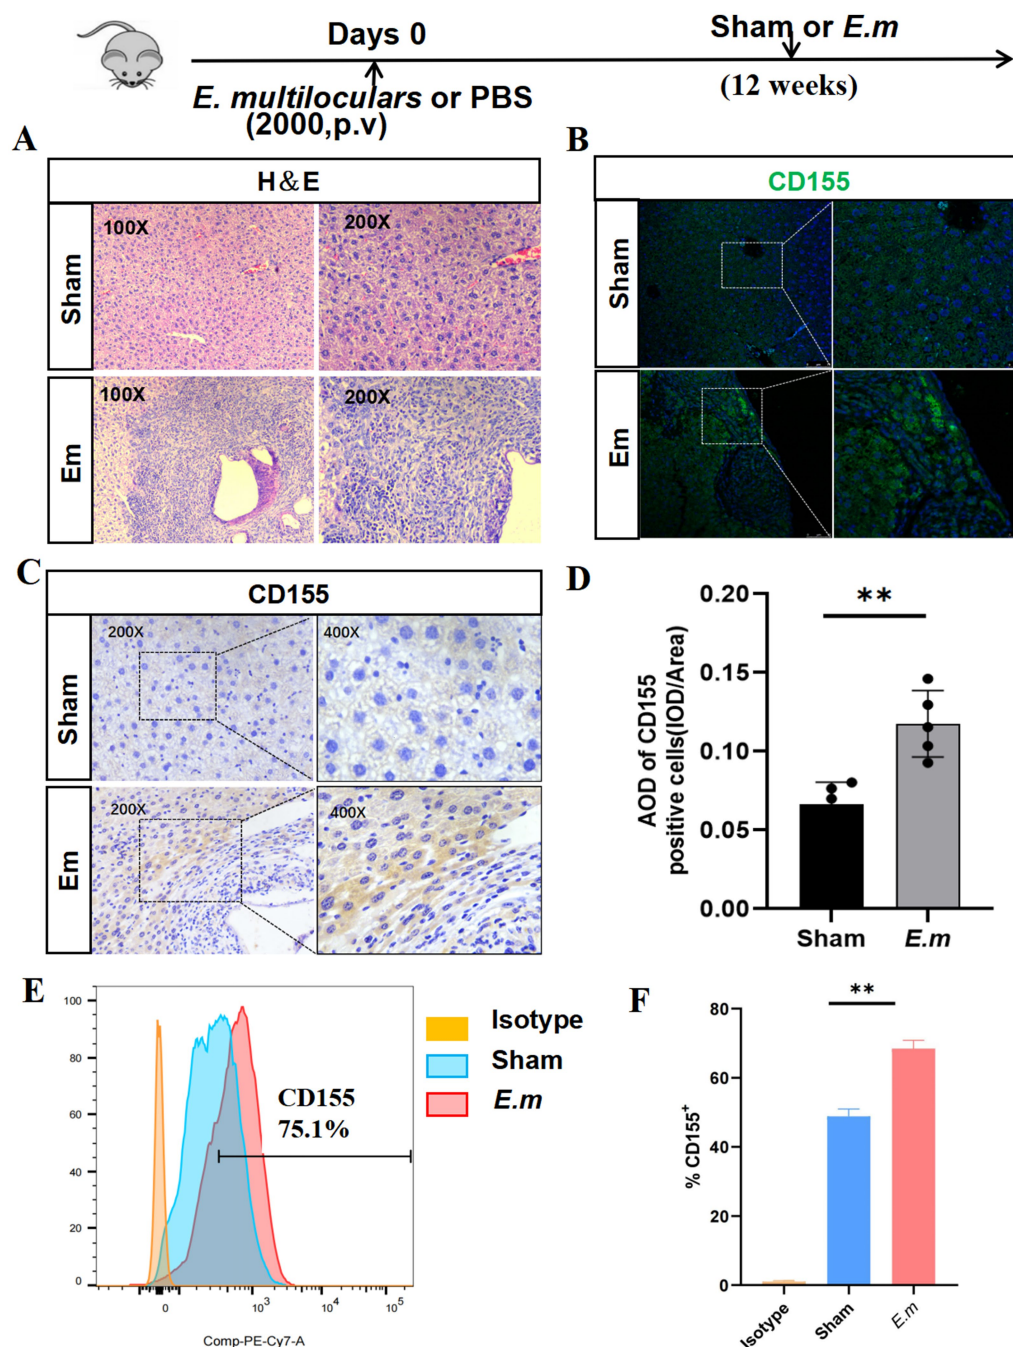 Days 0
Sham or E.m
E. multiloculars or PBS
(2000,p.v)
(12 weeks)
A
H&E
Sham
100X
200X
Em
100X
200X
B
CD155
Sham
Em
C
CD155
Sham
200X
400X
Em
200X
400X
D
**
AOD of CD155
positive cells(IOD/Area)
0.20
0.15
0.10
0.05
0.00
Sham
E.m
E
100
80
60
40
20
0
CD155
75.1%
0
10³
10⁴
10⁵
Comp-PE-Cy7-A
Isotype
Sham
E.m
F
**
% CD155⁺
80
60
40
20
0
Isotype
Sham
E.m